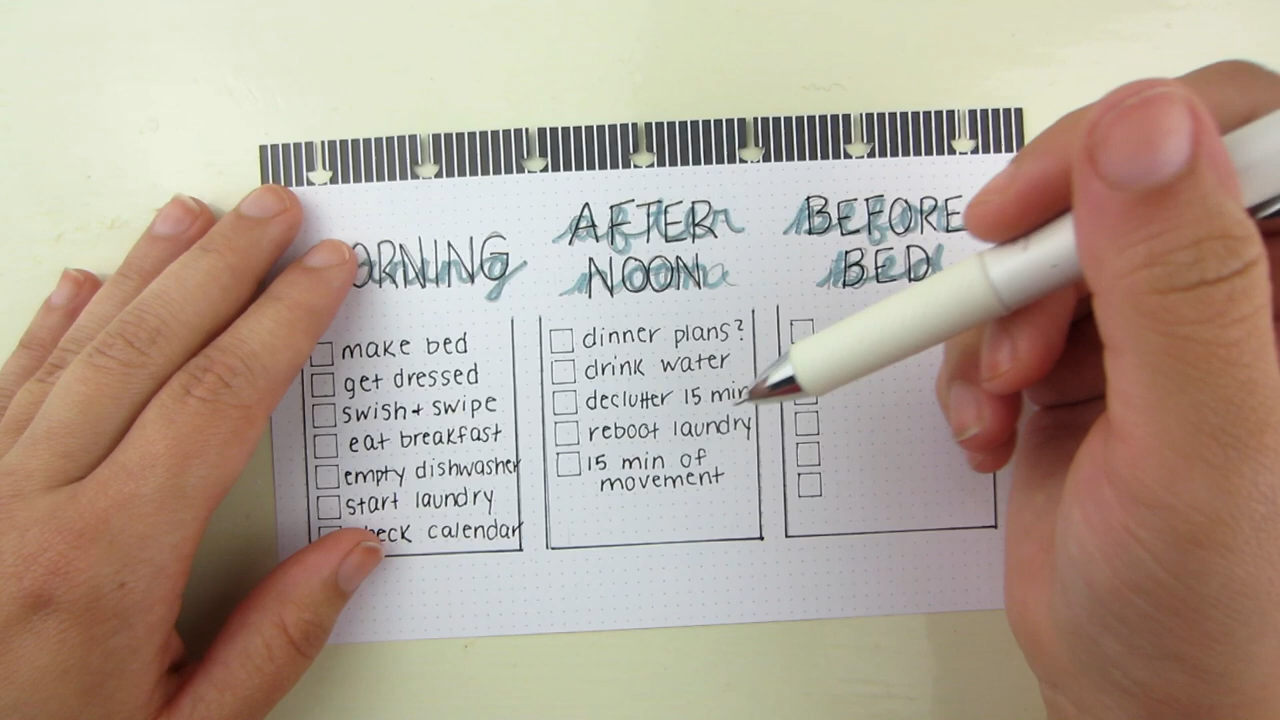 ORNING
make bed
get dressed
swish + swipe
eat breakfast
empty dishwasher
start laundry
check calendar
AFTER
NOON
dinner plans?
drink water
declutter 15 min
reboot laundry
15 min of
movement
BEFORE
BED